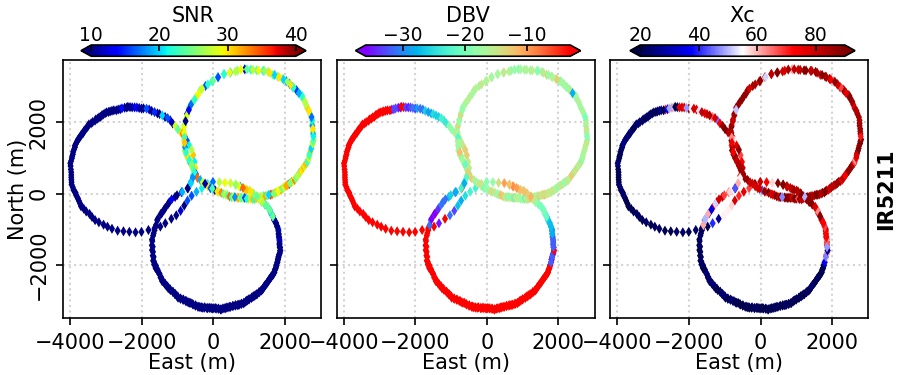 SNR DBV Xc
10 20 30 40 −30 −20 −10 20 40 60 80
North (m)
2000
0
−2000
IR5211
−4000 −2000 0 2000 −4000 −2000 0 2000 −4000 −2000 0 2000
East (m) East (m) East (m)